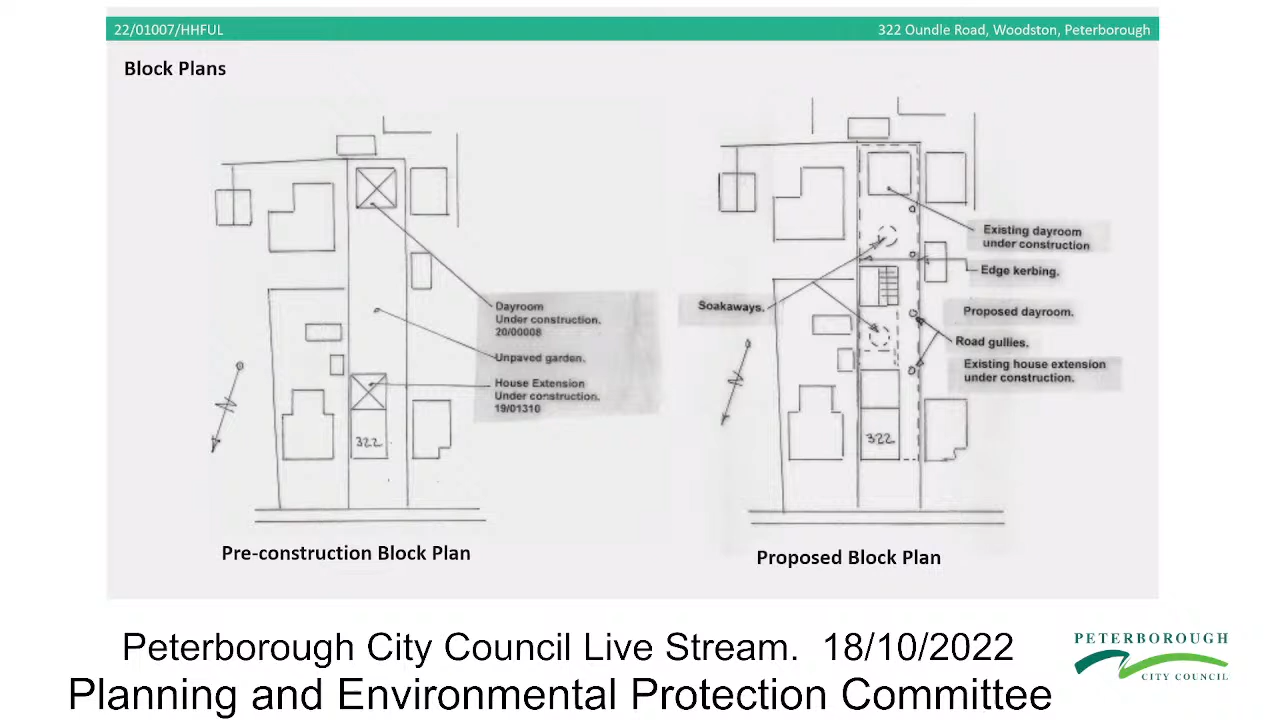 22/01007/HHFUL
322 Oundle Road, Woodston, Peterborough
Block Plans
Dayroom
Under construction.
20/00008
Unpaved garden.
House Extension
Under construction.
19/01310
322
N
Pre-construction Block Plan
Existing dayroom
under construction
Edge kerbing.
Soakaways.
Proposed dayroom.
Road gullies.
Existing house extension
under construction.
322
N
Proposed Block Plan
Peterborough City Council Live Stream. 18/10/2022
Planning and Environmental Protection Committee
PETERBOROUGH
CITY COUNCIL